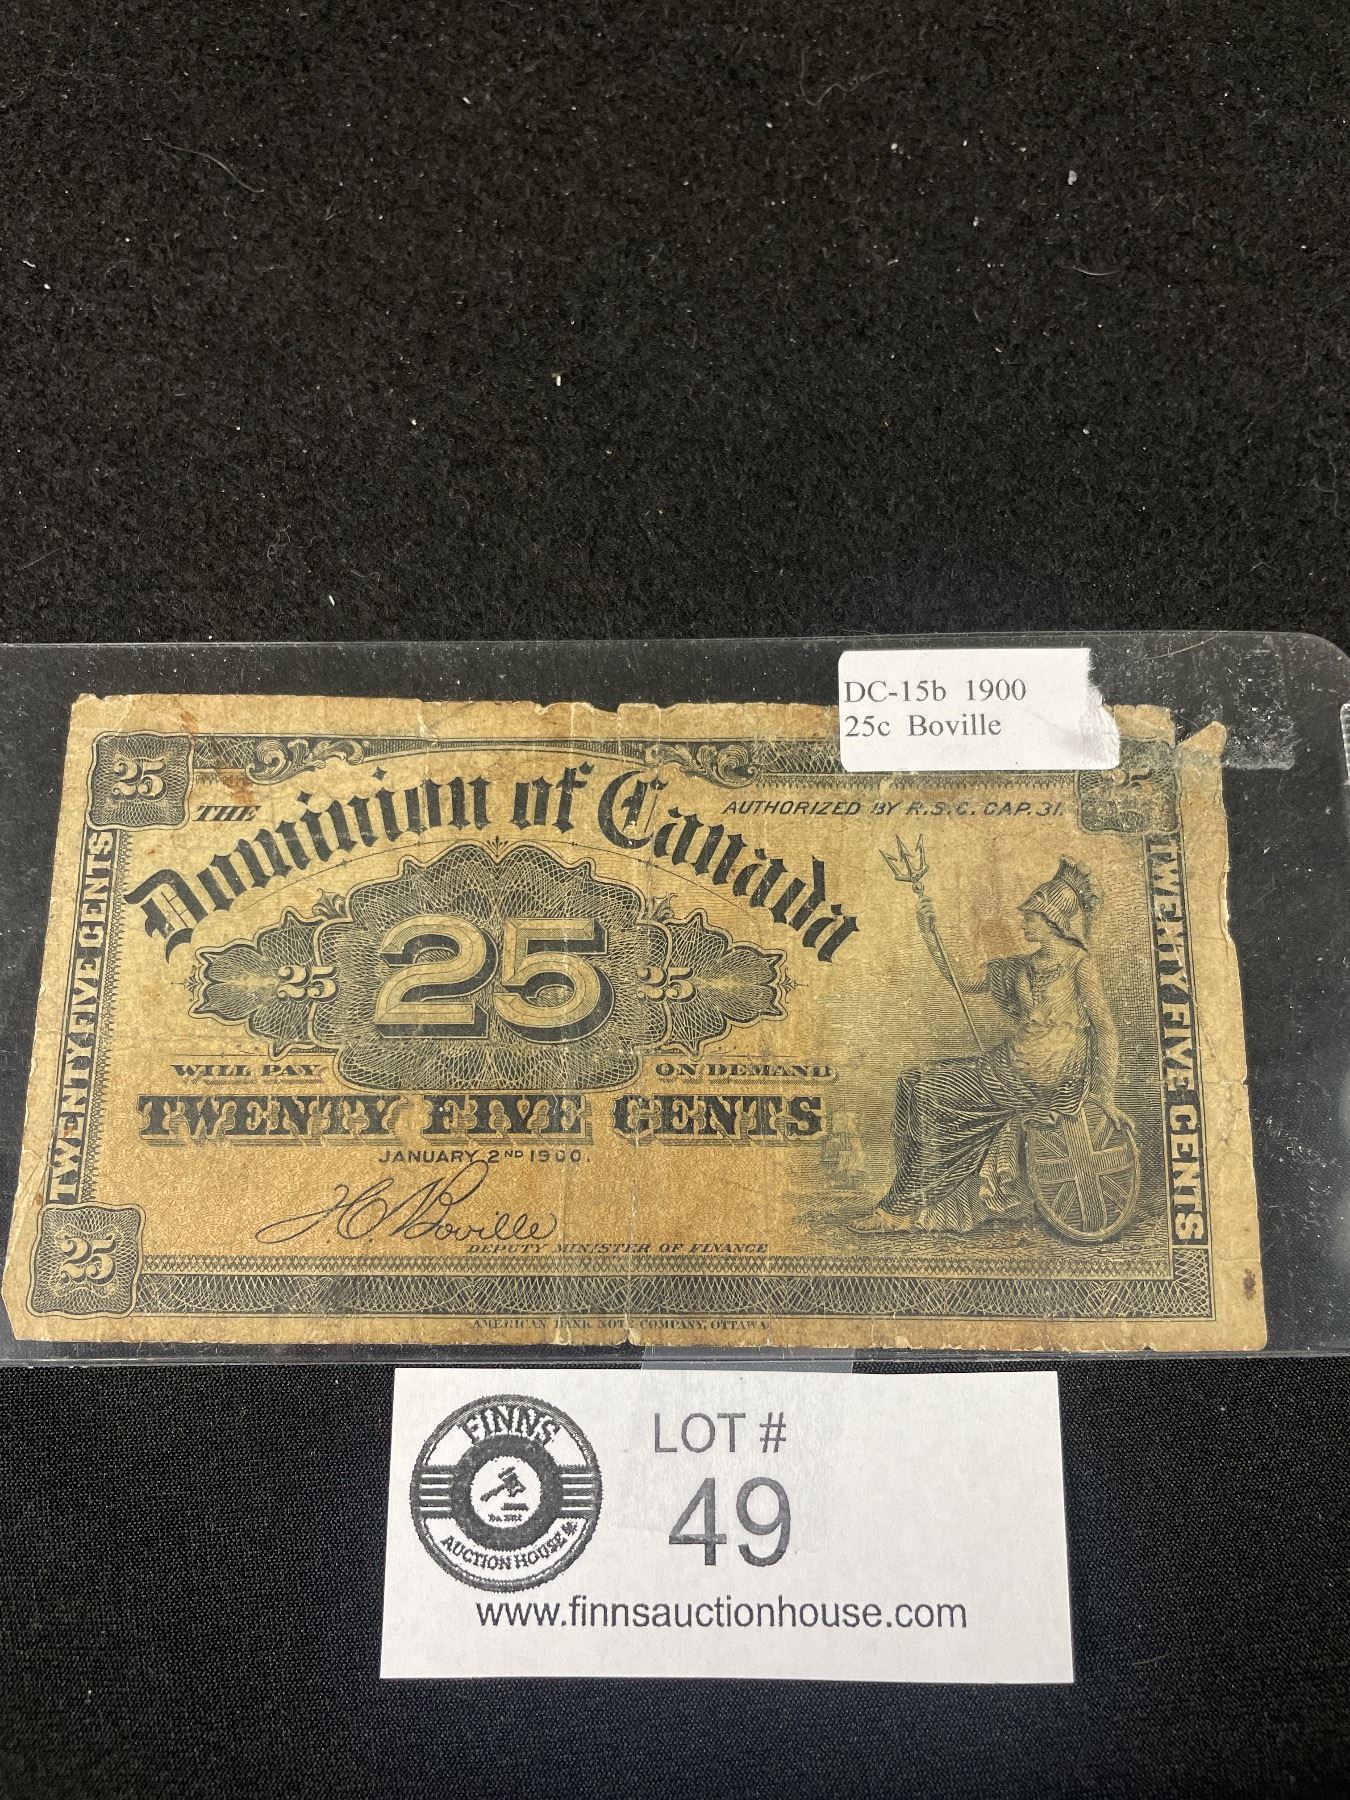 DC-15b 1900
25c Boville
25
THE Dominion of Canada
AUTHORIZED BY R.S.C. CAP. 31.
TWENTY FIVE CENTS
25
25
25
TWENTY FIVE CENTS
WILL PAY ON DEMAND
TWENTY FIVE CENTS
JANUARY 2ND 1900.
H.C. Boville
DEPUTY MINISTER OF FINANCE
25
AMERICAN BANK NOTE COMPANY, OTTAWA
FINNS
AUCTION HOUSE
LOT #
49
www.finnsauctionhouse.com